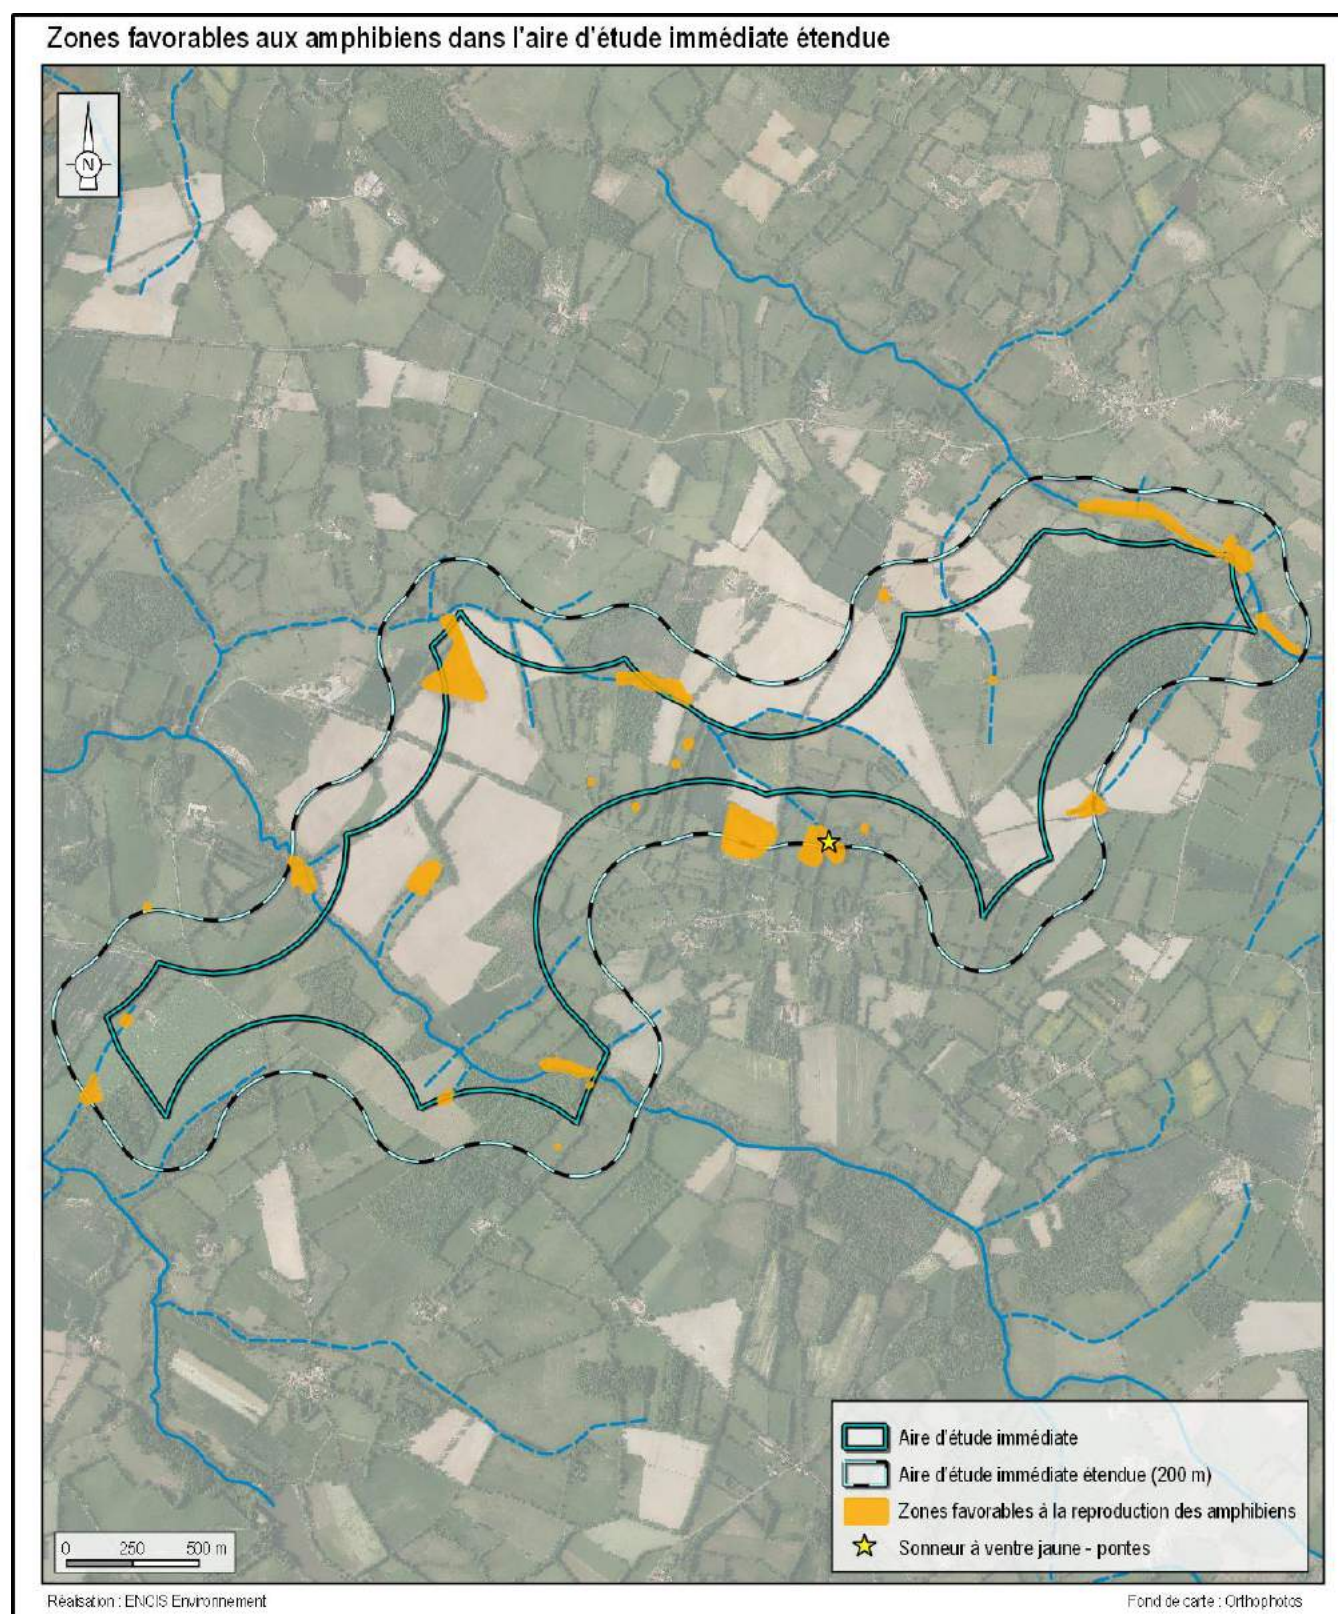 Zones favorables aux amphibiens dans l'aire d'étude immédiate étendue
N
Aire d'étude immédiate
Aire d'étude immédiate étendue (200 m)
Zones favorables à la reproduction des amphibiens
Sonneur à ventre jaune - pontes
0 250 500 m
Réalisation : ENCIS Environnement
Fond de carte : Orthophotos